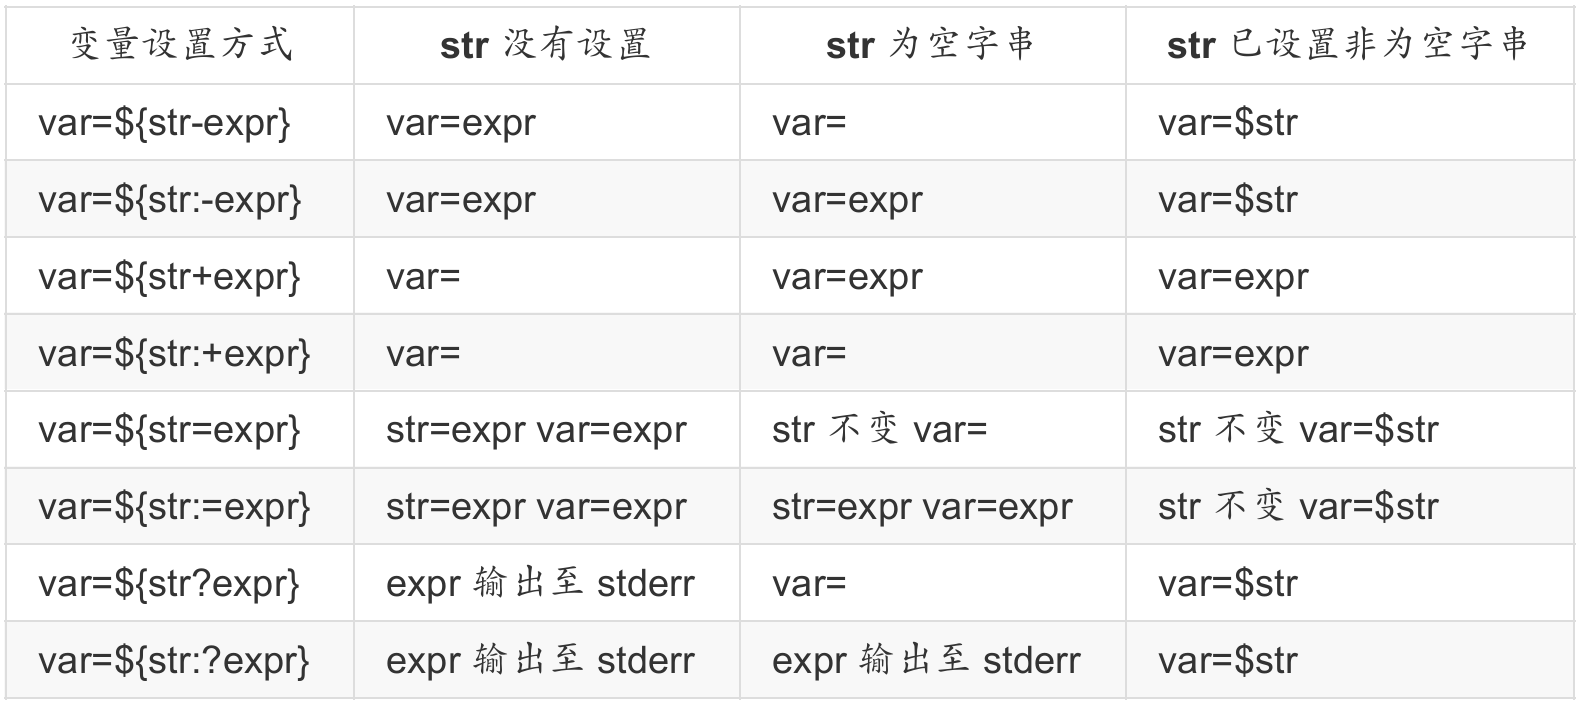 变量设置方式 str 没有设置 str 为空字串 str 已设置非为空字串
var=${str-expr} var=expr var= var=$str
var=${str:-expr} var=expr var=expr var=$str
var=${str+expr} var= var=expr var=expr
var=${str:+expr} var= var= var=expr
var=${str=expr} str=expr var=expr str 不变 var= str 不变 var=$str
var=${str:=expr} str=expr var=expr str=expr var=expr str 不变 var=$str
var=${str?expr} expr 输出至 stderr var= var=$str
var=${str:?expr} expr 输出至 stderr expr 输出至 stderr var=$str